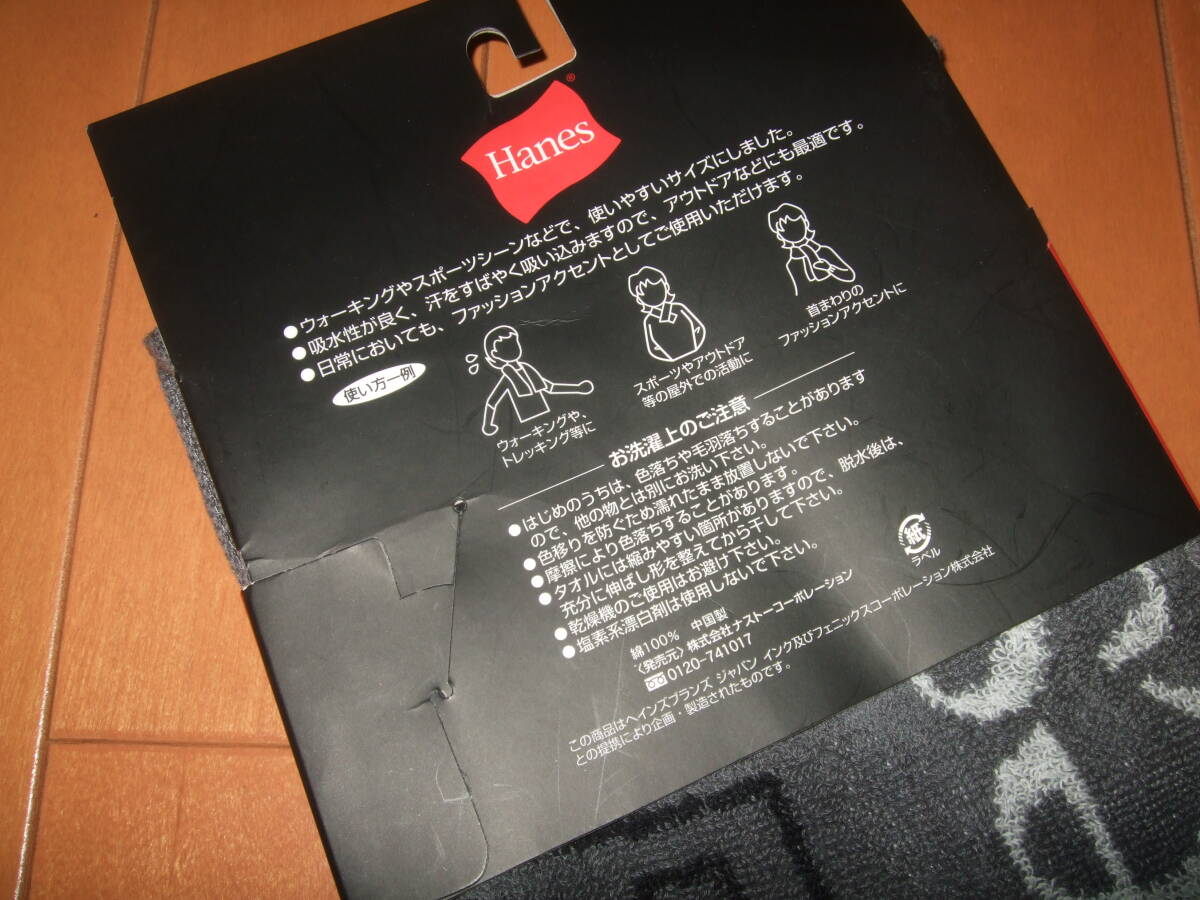 Hanes®
●ウォーキングやスポーツシーンなどで、使いやすいサイズにしました。
●吸水性が良く、汗をすばやく吸い込みますので、アウトドアなどにも最適です。
●日常においても、ファッションアクセントとしてご使用いただけます。
使い方一例
ウォーキングや、
トレッキング等に
スポーツやアウトドア
等の屋外での活動に
首まわりの
ファッションアクセントに
お洗濯上のご注意
●はじめのうちは、色落ちや毛羽落ちすることがあります
ので、他の物とは別にお洗い下さい。
●色移りを防ぐため濡れたまま放置しないで下さい。
●摩擦により色落ちすることがあります。
●タオルには縮みやすい箇所がありますので、脱水後は、
充分に伸ばし形を整えてから干して下さい。
●乾燥機のご使用はお避け下さい。
●塩素系漂白剤は使用しないで下さい。
綿100% 中国製
〈発売元〉株式会社ナストーコーポレーション
0120-741017
紙
ラベル
この商品はヘインズブランズ ジャパン インク及びフェニックスコーポレーション株式会社
との提携により企画・製造されたものです。